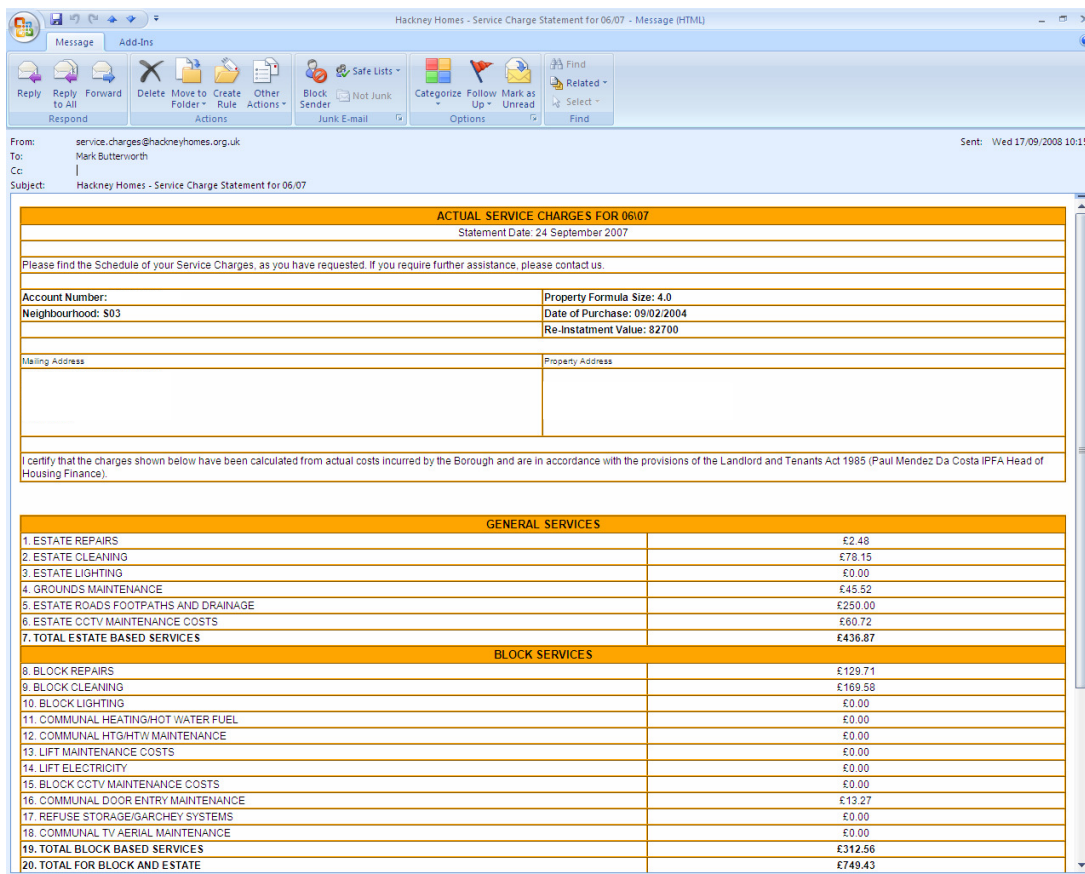 Hackney Homes - Service Charge Statement for 06/07 - Message (HTML)
Message Add-Ins
Reply Reply to All Forward
Delete Move to Folder Create Rule Other Actions
Block Sender Safe Lists Not Junk
Categorize Follow Up Mark as Unread
Find Related Select
Respond Actions Junk E-mail Options Find
From: service.charges@hackneyhomes.org.uk Sent: Wed 17/09/2008 10:15
To: Mark Butterworth
Cc:
Subject: Hackney Homes - Service Charge Statement for 06/07
ACTUAL SERVICE CHARGES FOR 06\07
Statement Date: 24 September 2007
Please find the Schedule of your Service Charges, as you have requested. If you require further assistance, please contact us.
Account Number: Property Formula Size: 4.0
Neighbourhood: S03 Date of Purchase: 09/02/2004
Re-Instatment Value: 82700
Mailing Address Property Address
I certify that the charges shown below have been calculated from actual costs incurred by the Borough and are in accordance with the provisions of the Landlord and Tenants Act 1985 (Paul Mendez Da Costa IPFA Head of
Housing Finance).
GENERAL SERVICES
1. ESTATE REPAIRS £2.48
2. ESTATE CLEANING £78.15
3. ESTATE LIGHTING £0.00
4. GROUNDS MAINTENANCE £45.52
5. ESTATE ROADS FOOTPATHS AND DRAINAGE £250.00
6. ESTATE CCTV MAINTENANCE COSTS £60.72
7. TOTAL ESTATE BASED SERVICES £436.87
BLOCK SERVICES
8. BLOCK REPAIRS £129.71
9. BLOCK CLEANING £169.58
10. BLOCK LIGHTING £0.00
11. COMMUNAL HEATING/HOT WATER FUEL £0.00
12. COMMUNAL HTG/HTW MAINTENANCE £0.00
13. LIFT MAINTENANCE COSTS £0.00
14. LIFT ELECTRICITY £0.00
15. BLOCK CCTV MAINTENANCE COSTS £0.00
16. COMMUNAL DOOR ENTRY MAINTENANCE £13.27
17. REFUSE STORAGE/GARCHEY SYSTEMS £0.00
18. COMMUNAL TV AERIAL MAINTENANCE £0.00
19. TOTAL BLOCK BASED SERVICES £312.56
20. TOTAL FOR BLOCK AND ESTATE £749.43